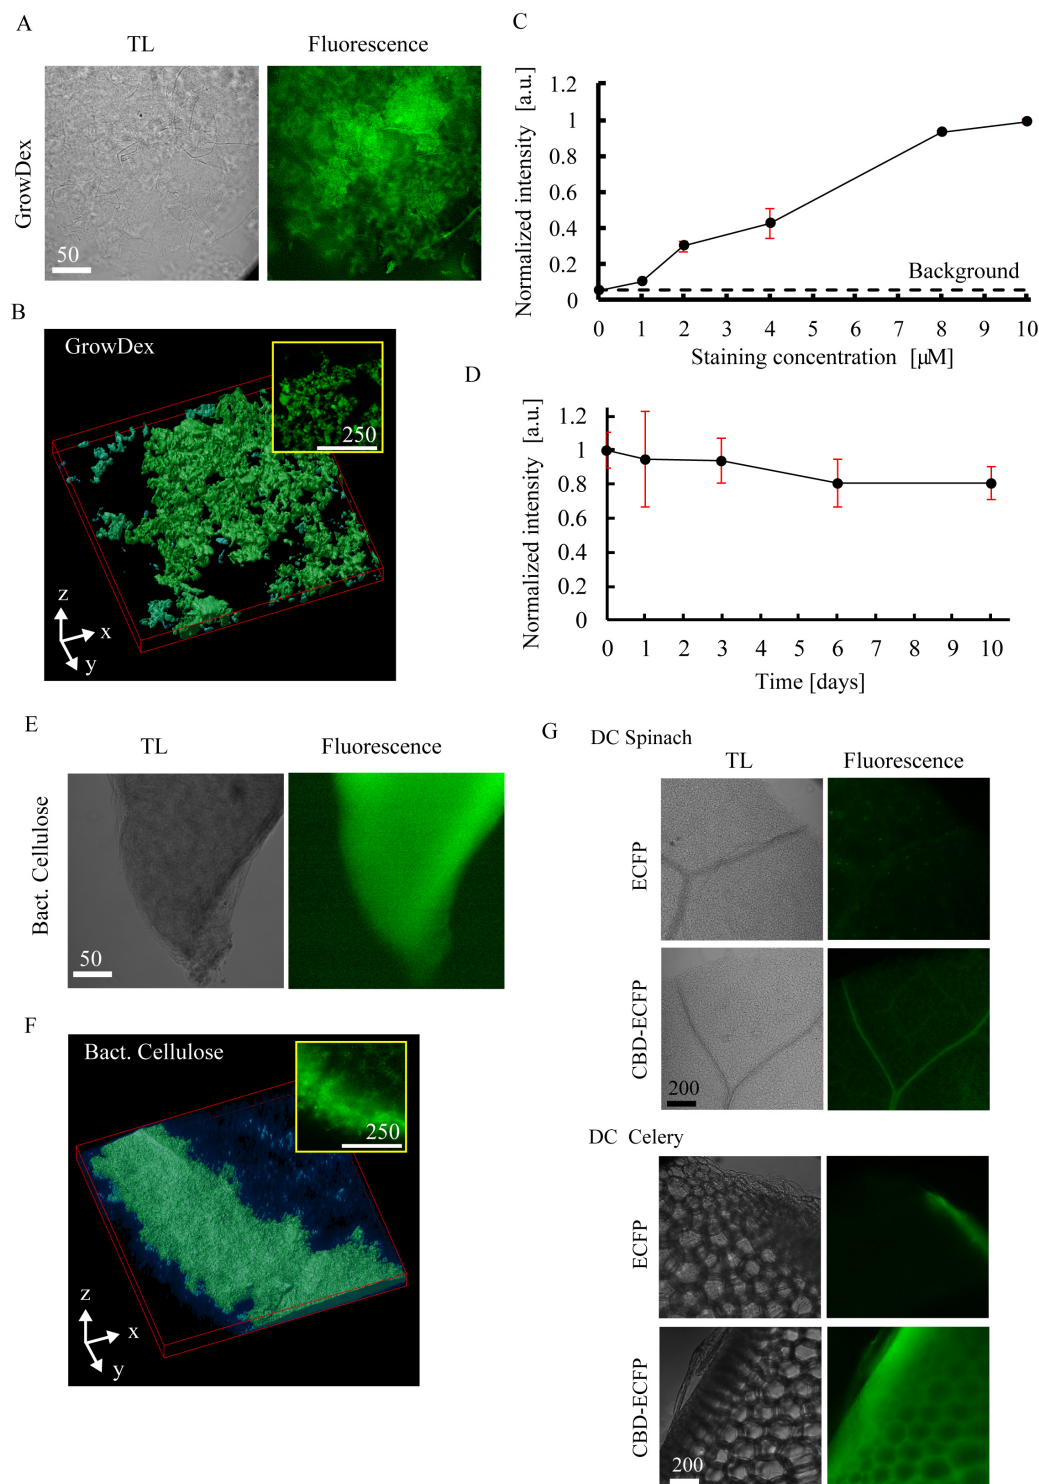 A
TL
Fluorescence
GrowDex
50
B
GrowDex
250
z
x
y
C
Normalized intensity [a.u.]
1.2
1
0.8
0.6
0.4
0.2
0
Background
0 1 2 3 4 5 6 7 8 9 10
Staining concentration [μM]
D
Normalized intensity [a.u.]
1.2
1
0.8
0.6
0.4
0.2
0
0 1 2 3 4 5 6 7 8 9 10
Time [days]
E
TL
Fluorescence
Bact. Cellulose
50
F
Bact. Cellulose
250
z
x
y
G
DC Spinach
TL
Fluorescence
ECFP
CBD-ECFP
200
DC Celery
ECFP
CBD-ECFP
200